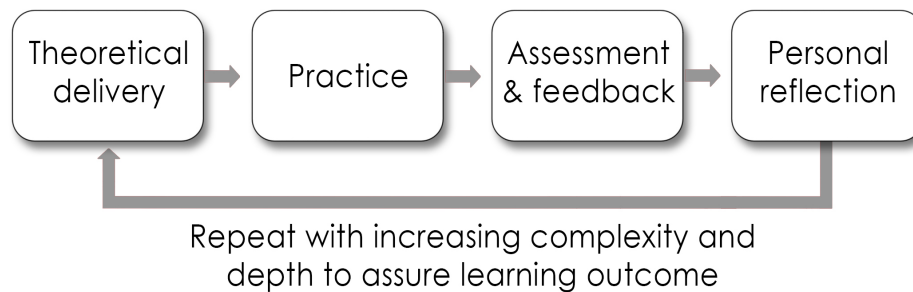 Theoretical
delivery
Practice
Assessment
& feedback
Personal
reflection
Repeat with increasing complexity and
depth to assure learning outcome